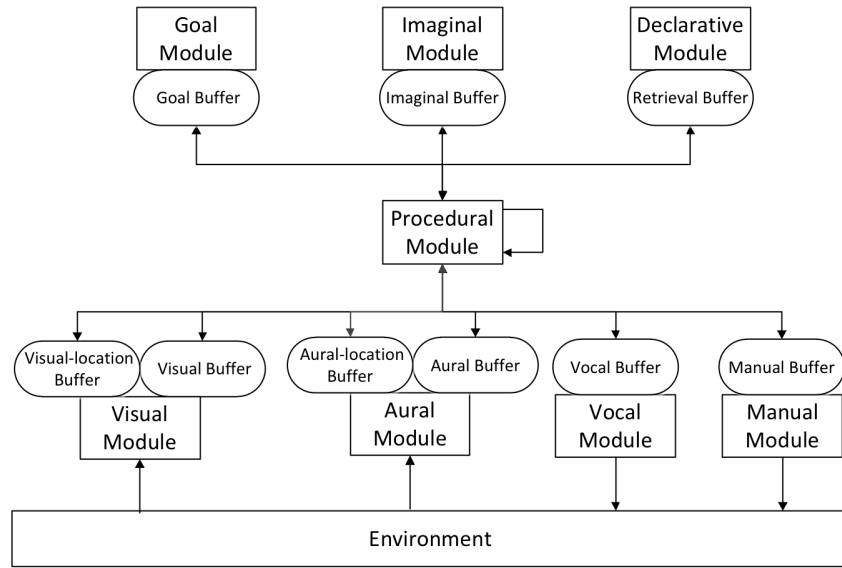 Goal
Module
Imaginal
Module
Declarative
Module
Goal Buffer
Imaginal Buffer
Retrieval Buffer
Procedural
Module
Visual-location
Buffer
Visual Buffer
Aural-location
Buffer
Aural Buffer
Vocal Buffer
Manual Buffer
Visual
Module
Aural
Module
Vocal
Module
Manual
Module
Environment